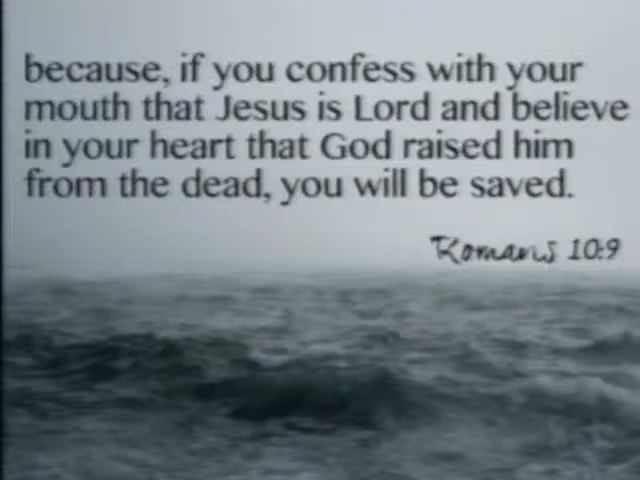 because, if you confess with your
mouth that Jesus is Lord and believe
in your heart that God raised him
from the dead, you will be saved.
Romans 10:9